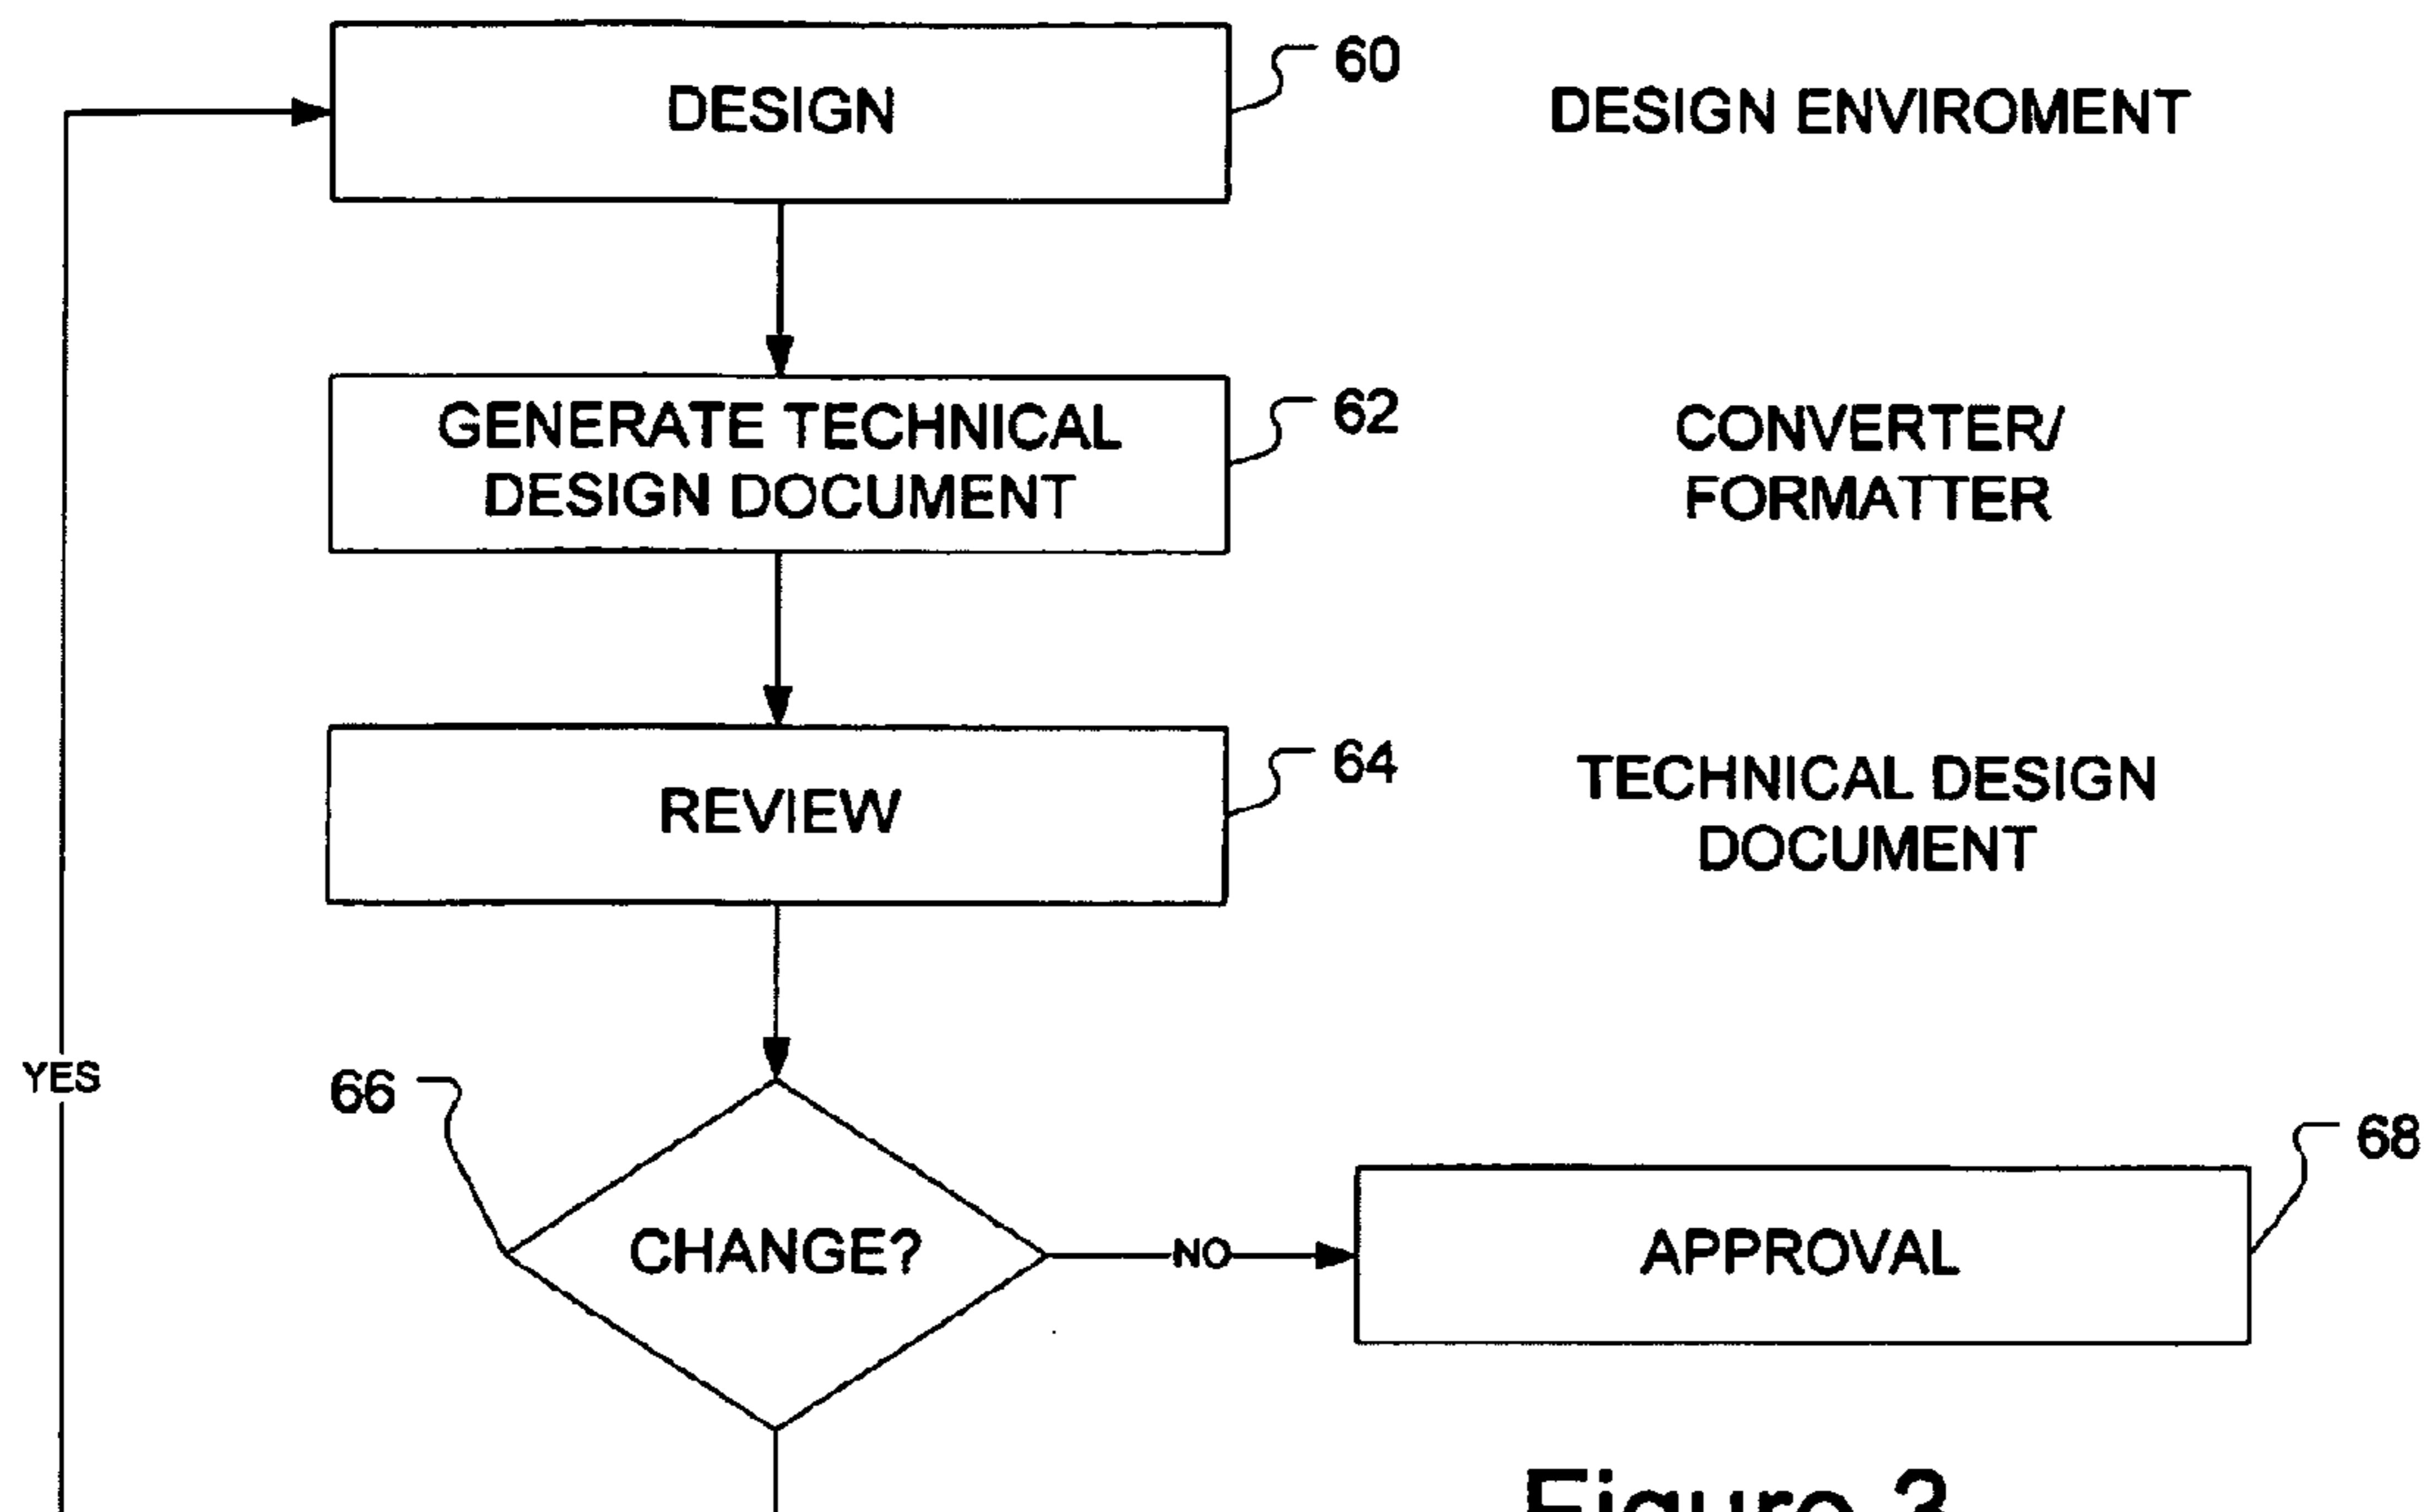 DESIGN
60
DESIGN ENVIROMENT
GENERATE TECHNICAL
DESIGN DOCUMENT
62
CONVERTER/
FORMATTER
REVIEW
64
TECHNICAL DESIGN
DOCUMENT
YES
66
CHANGE?
NO
APPROVAL
68
Figure